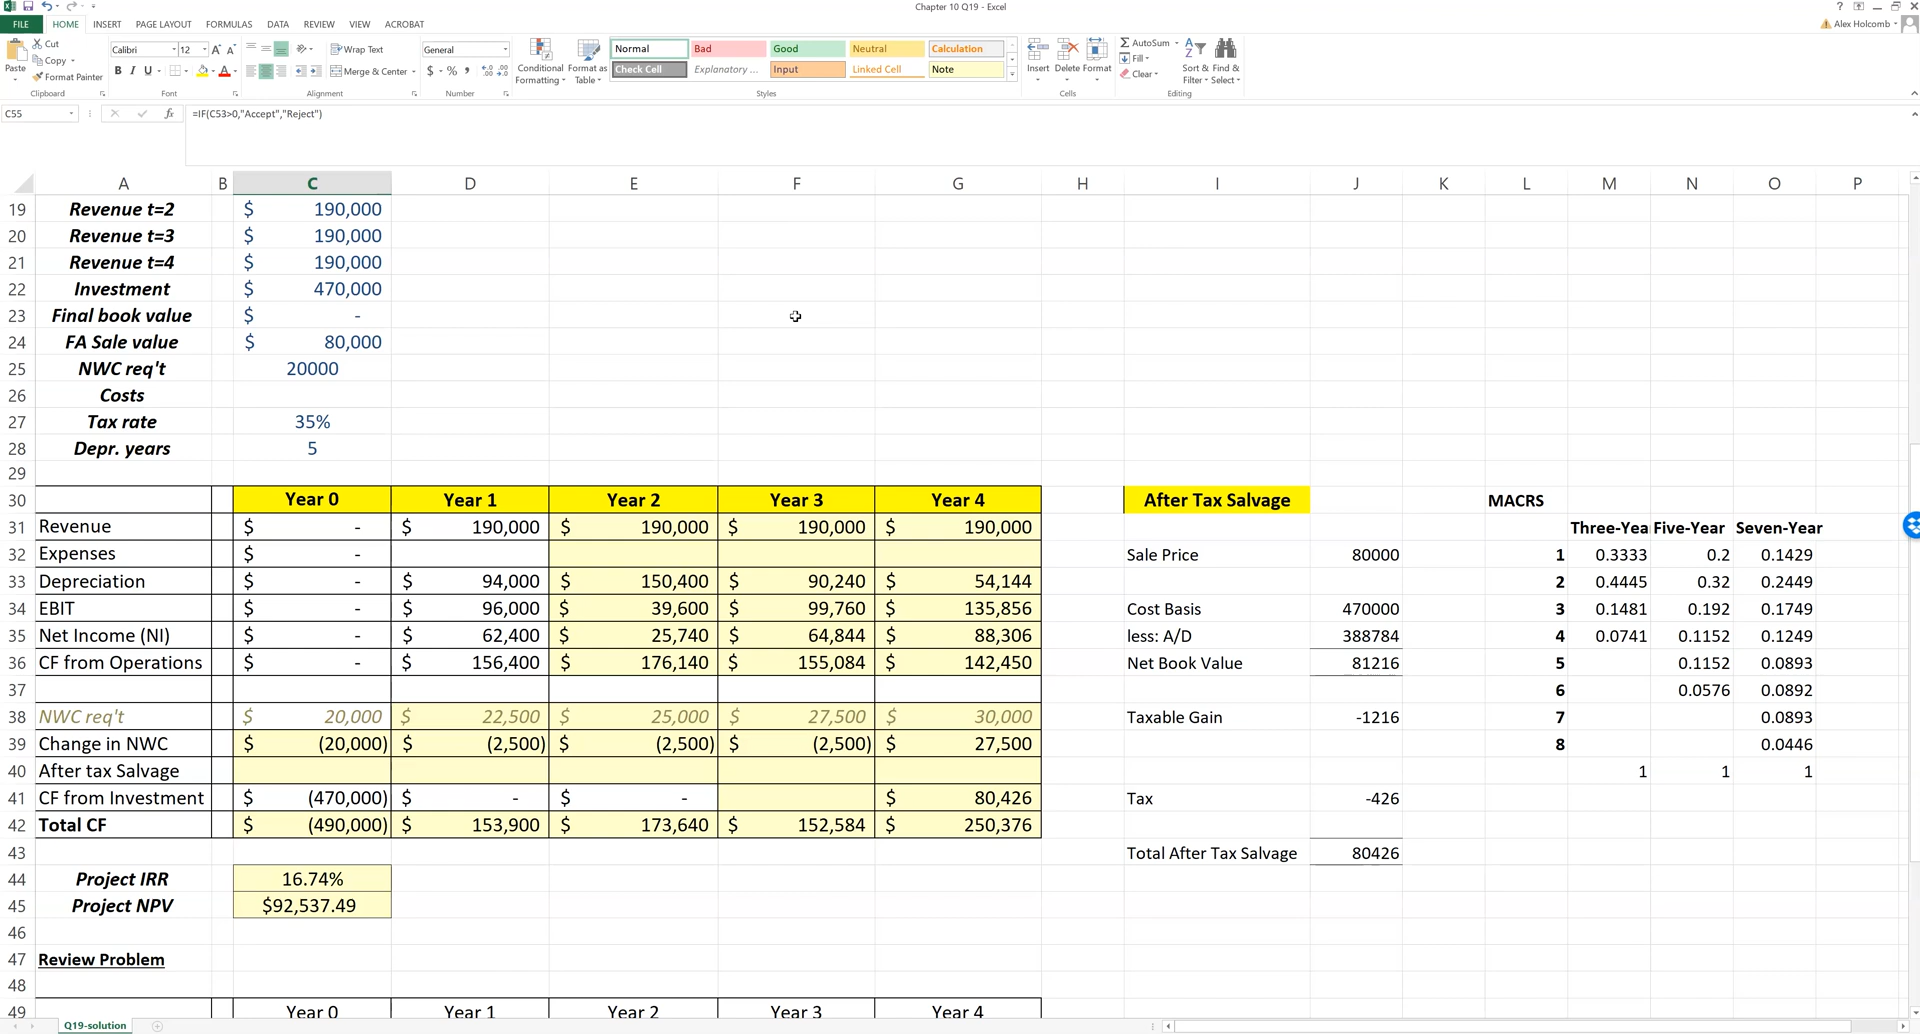 Chapter 10 Q19 - Excel
FILE HOME INSERT PAGE LAYOUT FORMULAS DATA REVIEW VIEW ACROBAT Alex Holcomb
Cut
Copy
Format Painter
Paste
Clipboard
Calibri 12
B I U
Font
Wrap Text
Merge & Center
Alignment
General
$ % ,
Number
Conditional Formatting
Format as Table
Normal Bad Good Neutral Calculation
Check Cell Explanatory ... Input Linked Cell Note
Styles
Insert Delete Format
Cells
AutoSum
Fill
Clear
Sort & Filter
Find & Select
Editing
C55 fx =IF(C53>0,"Accept","Reject")
A B C D E F G H I J K L M N O P
19 Revenue t=2 $ 190,000
20 Revenue t=3 $ 190,000
21 Revenue t=4 $ 190,000
22 Investment $ 470,000
23 Final book value $ -
24 FA Sale value $ 80,000
25 NWC req't 20000
26 Costs
27 Tax rate 35%
28 Depr. years 5
29
30 Year 0 Year 1 Year 2 Year 3 Year 4 After Tax Salvage MACRS
31 Revenue $ - $ 190,000 $ 190,000 $ 190,000 $ 190,000 Three-Yea Five-Year Seven-Year
32 Expenses $ - Sale Price 80000 1 0.3333 0.2 0.1429
33 Depreciation $ - $ 94,000 $ 150,400 $ 90,240 $ 54,144 2 0.4445 0.32 0.2449
34 EBIT $ - $ 96,000 $ 39,600 $ 99,760 $ 135,856 Cost Basis 470000 3 0.1481 0.192 0.1749
35 Net Income (NI) $ - $ 62,400 $ 25,740 $ 64,844 $ 88,306 less: A/D 388784 4 0.0741 0.1152 0.1249
36 CF from Operations $ - $ 156,400 $ 176,140 $ 155,084 $ 142,450 Net Book Value 81216 5 0.1152 0.0893
37 6 0.0576 0.0892
38 NWC req't $ 20,000 $ 22,500 $ 25,000 $ 27,500 $ 30,000 Taxable Gain -1216 7 0.0893
39 Change in NWC $ (20,000) $ (2,500) $ (2,500) $ (2,500) $ 27,500 8 0.0446
40 After tax Salvage 1 1 1
41 CF from Investment $ (470,000) $ - $ - $ 80,426 Tax -426
42 Total CF $ (490,000) $ 153,900 $ 173,640 $ 152,584 $ 250,376
43 Total After Tax Salvage 80426
44 Project IRR 16.74%
45 Project NPV $92,537.49
46
47 Review Problem
48
49 Year 0 Year 1 Year 2 Year 3 Year 4
Q19-solution